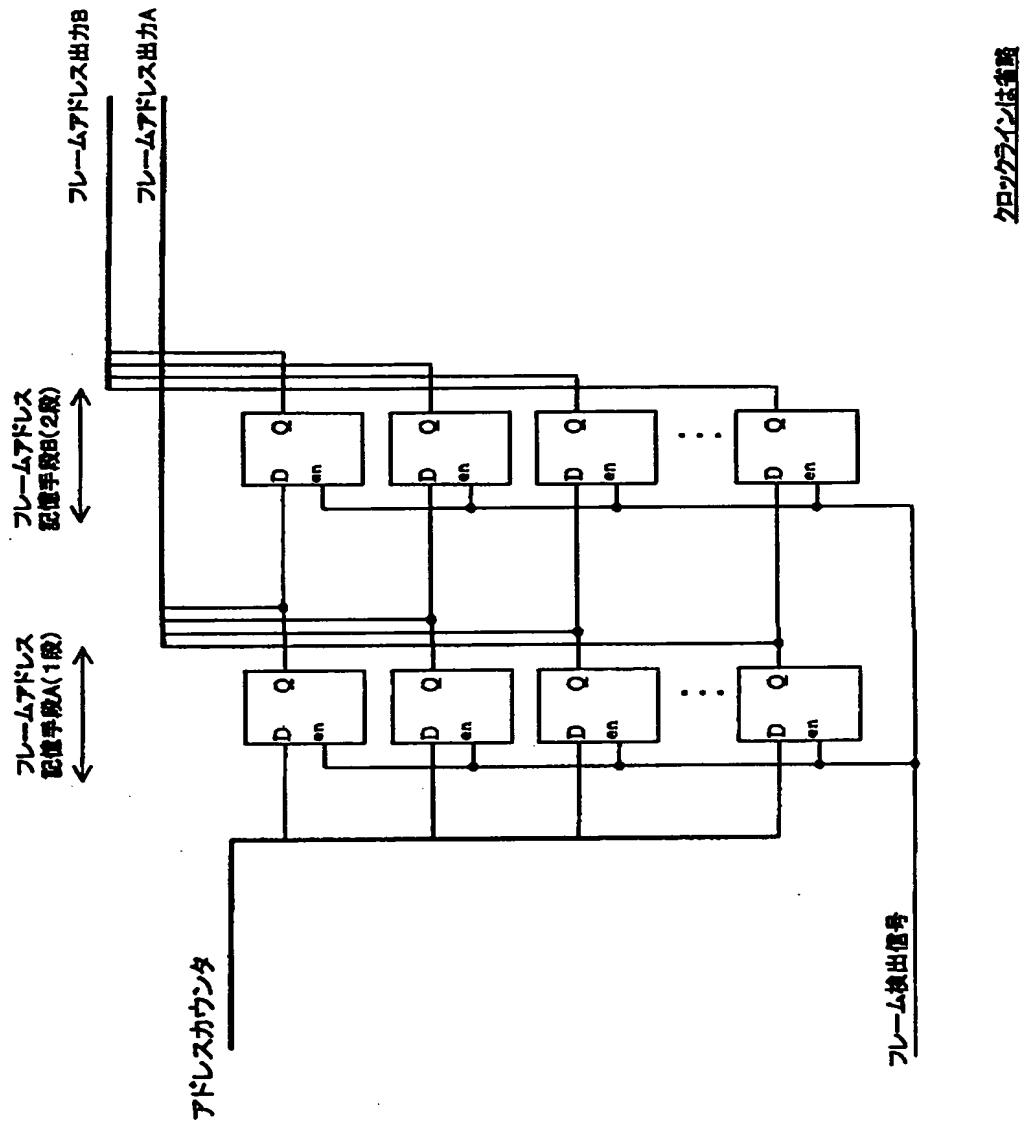 アドレスカウンタ
フレームアドレス
記憶手段A(1段)
フレームアドレス
記憶手段B(2段)
フレームアドレス出力B
フレームアドレス出力A
D Q
en
D Q
en
D Q
en
D Q
en
D Q
en
D Q
en
・・・
・・・
D Q
en
D Q
en
フレーム検出信号
クロックラインは省略